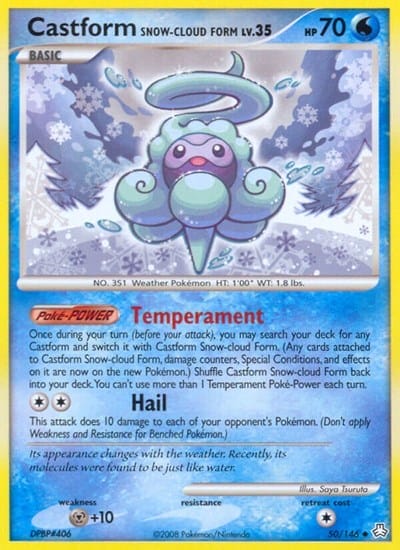 Castform SNOW-CLOUD FORM LV.35 HP 70
BASIC
NO. 351 Weather Pokémon HT: 1'00" WT: 1.8 lbs.
Poké-POWER Temperament
Once during your turn (before your attack), you may search your deck for any
Castform and switch it with Castform Snow-cloud Form. (Any cards attached
to Castform Snow-cloud Form, damage counters, Special Conditions, and effects
on it are now on the new Pokémon.) Shuffle Castform Snow-cloud Form back
into your deck. You can't use more than 1 Temperament Poké-Power each turn.
Hail
This attack does 10 damage to each of your opponent's Pokémon. (Don't apply
Weakness and Resistance for Benched Pokémon.)
Its appearance changes with the weather. Recently, its
molecules were found to be just like water.
Illus. Saya Tsuruta
weakness resistance retreat cost
+10
DPBP#406 ©2008 Pokémon/Nintendo 50/146